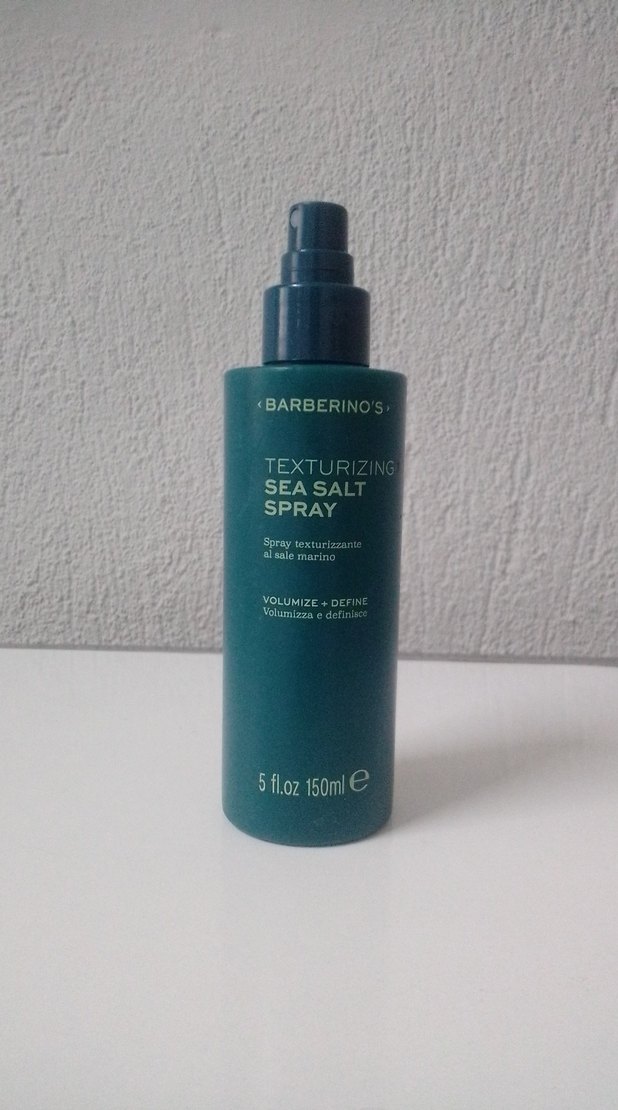 ‹BARBERINO'S›
TEXTURIZING
SEA SALT
SPRAY
Spray texturizzante
al sale marino
VOLUMIZE + DEFINE
Volumizza e definisce
5 fl.oz 150ml ℮